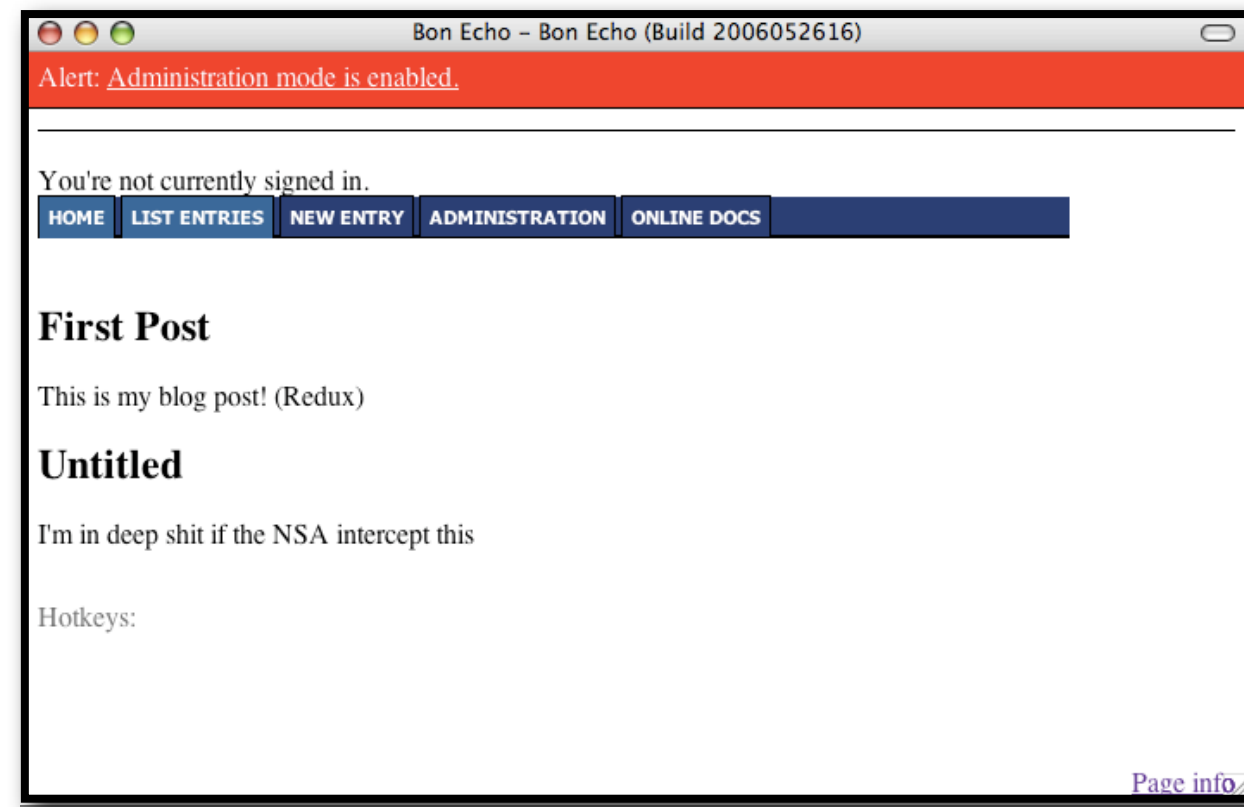 Bon Echo – Bon Echo (Build 2006052616)
Alert: Administration mode is enabled.
You're not currently signed in.
HOME LIST ENTRIES NEW ENTRY ADMINISTRATION ONLINE DOCS
First Post
This is my blog post! (Redux)
Untitled
I'm in deep shit if the NSA intercept this
Hotkeys:
Page info